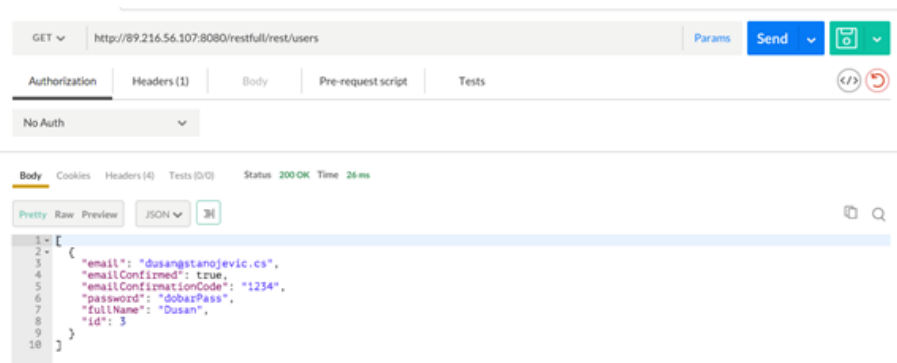 GET http://89.216.56.107:8080/restfull/rest/users Params Send
Authorization Headers (1) Body Pre-request script Tests </>
No Auth
Body Cookies Headers (4) Tests (0/0) Status 200 OK Time 26 ms
Pretty Raw Preview JSON
1 [
2 {
3 "email": "dusan@stanojevic.cs",
4 "emailConfirmed": true,
5 "emailConfirmationCode": "1234",
6 "password": "dobarPass",
7 "fullName": "Dusan",
8 "id": 3
9 }
10 ]